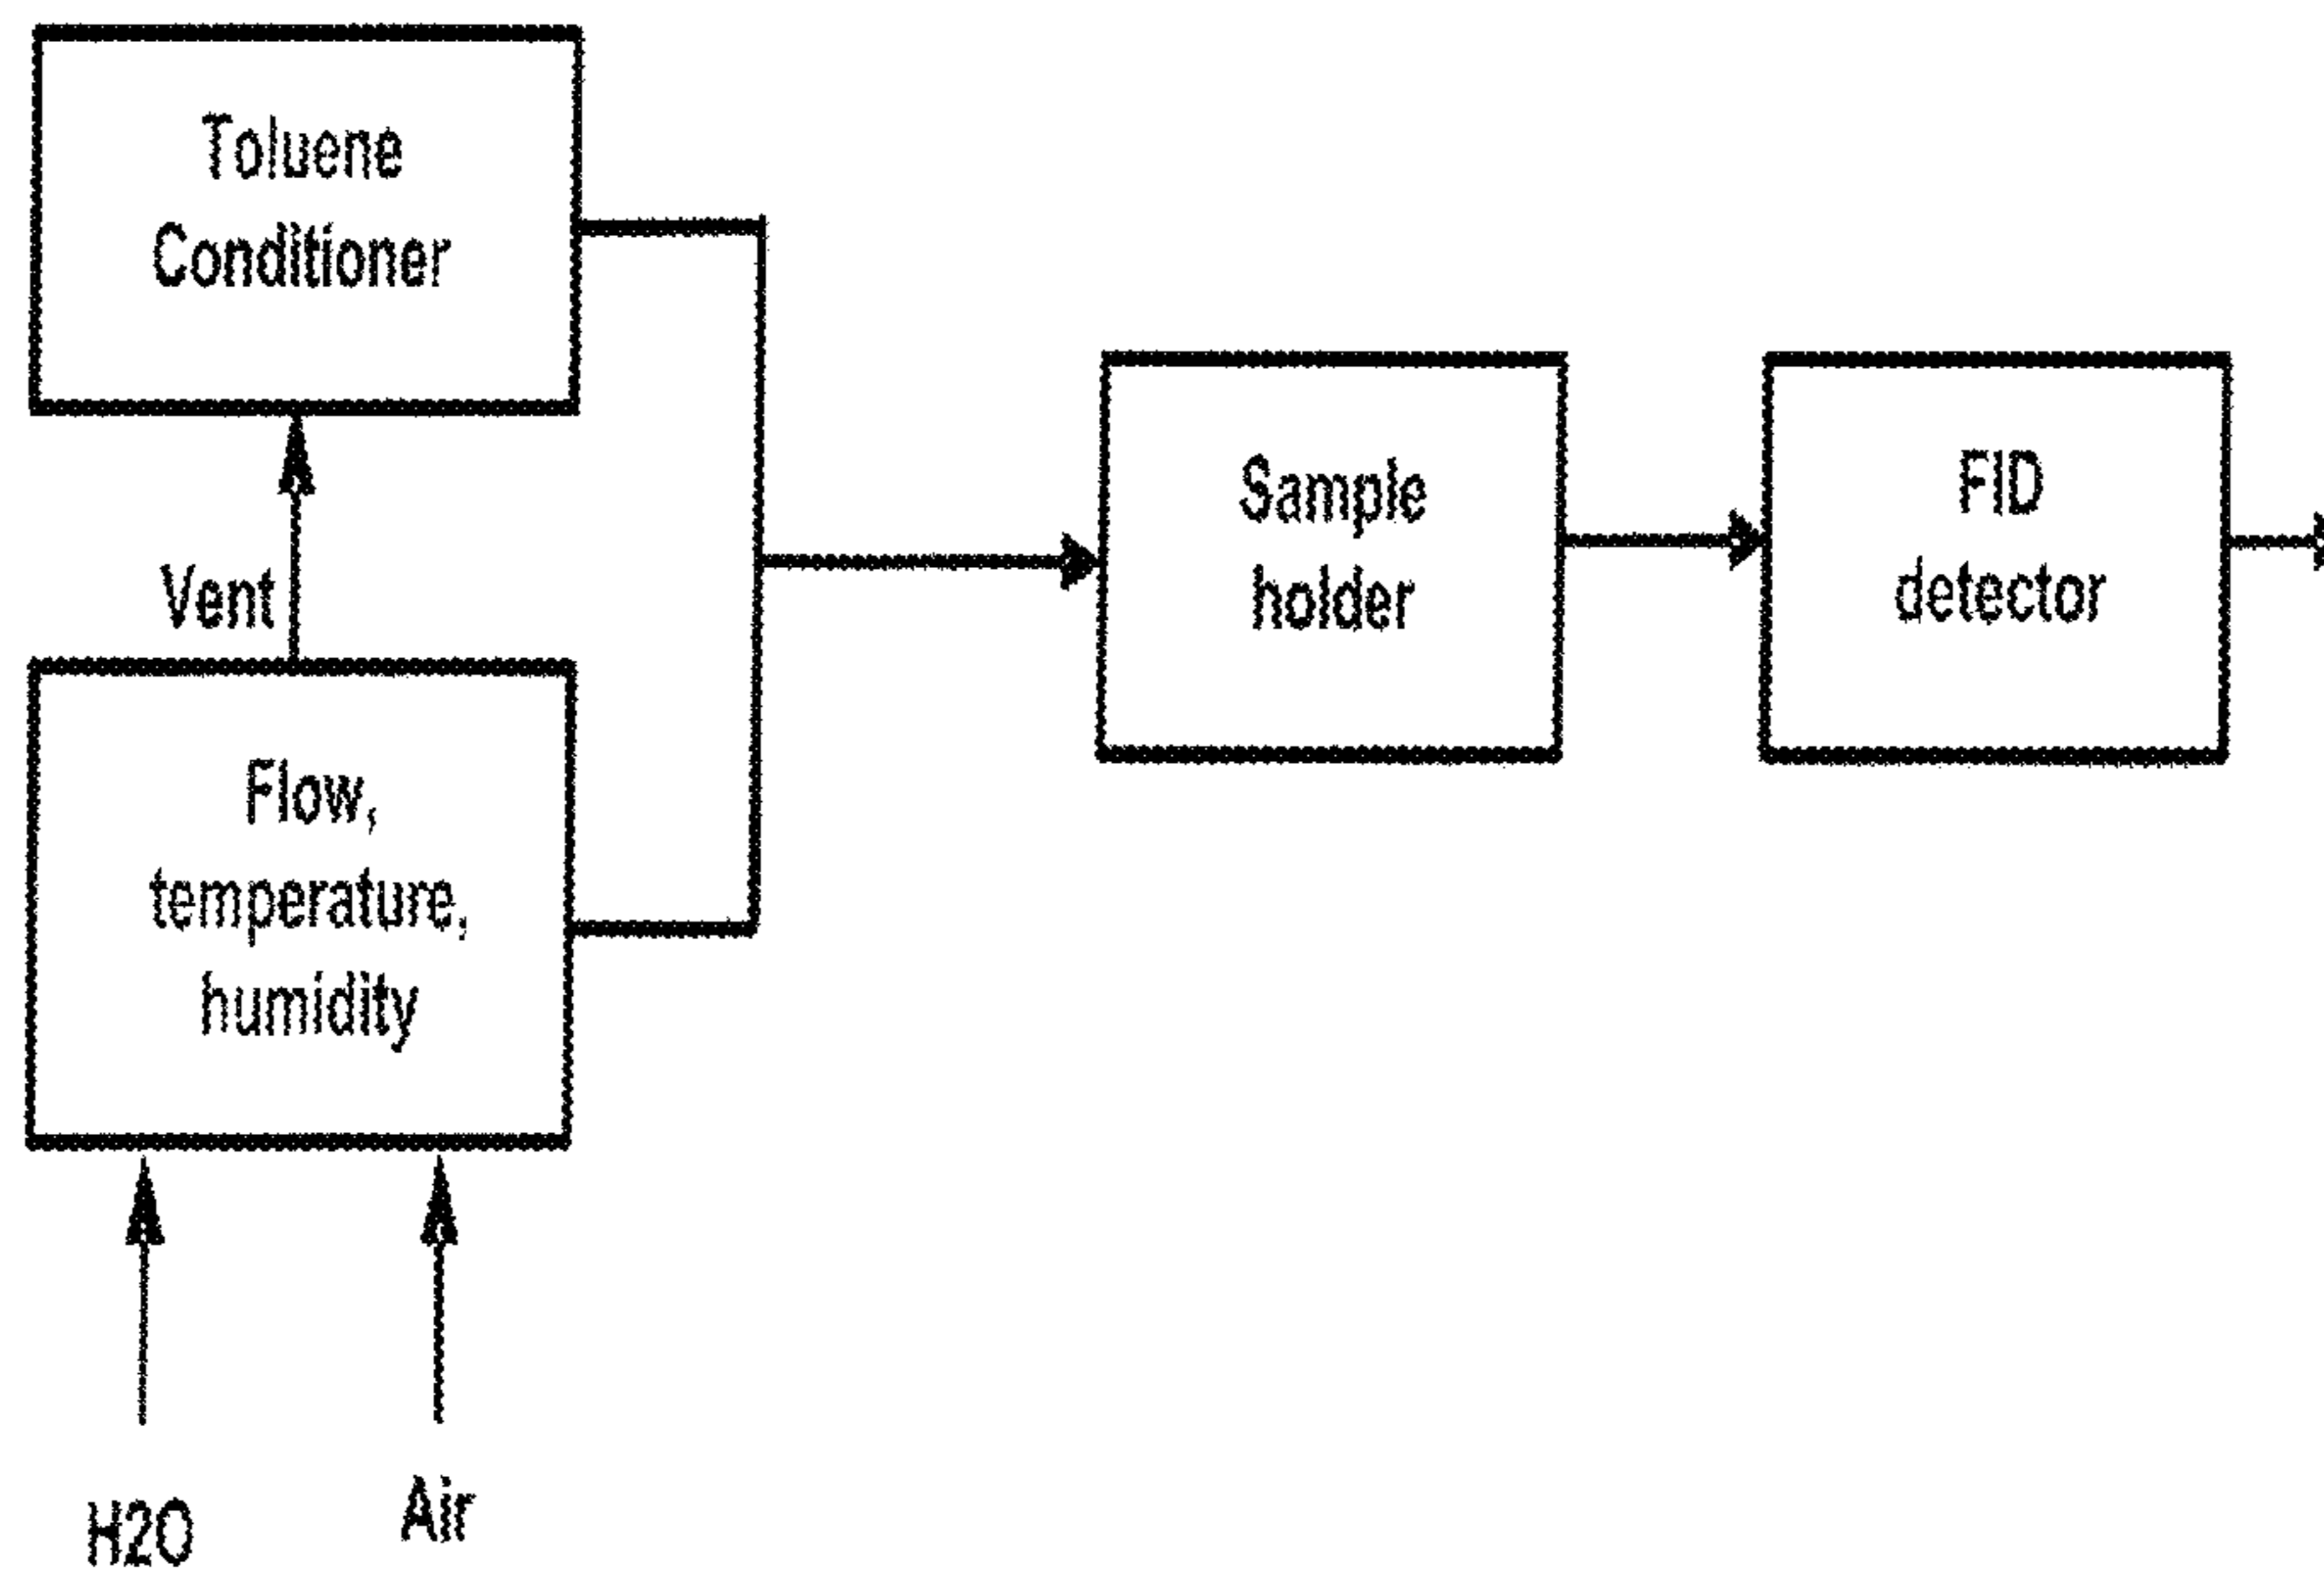 Toluene
Conditioner
Vent
Flow,
temperature,
humidity
H2O
Air
Sample
holder
FID
detector